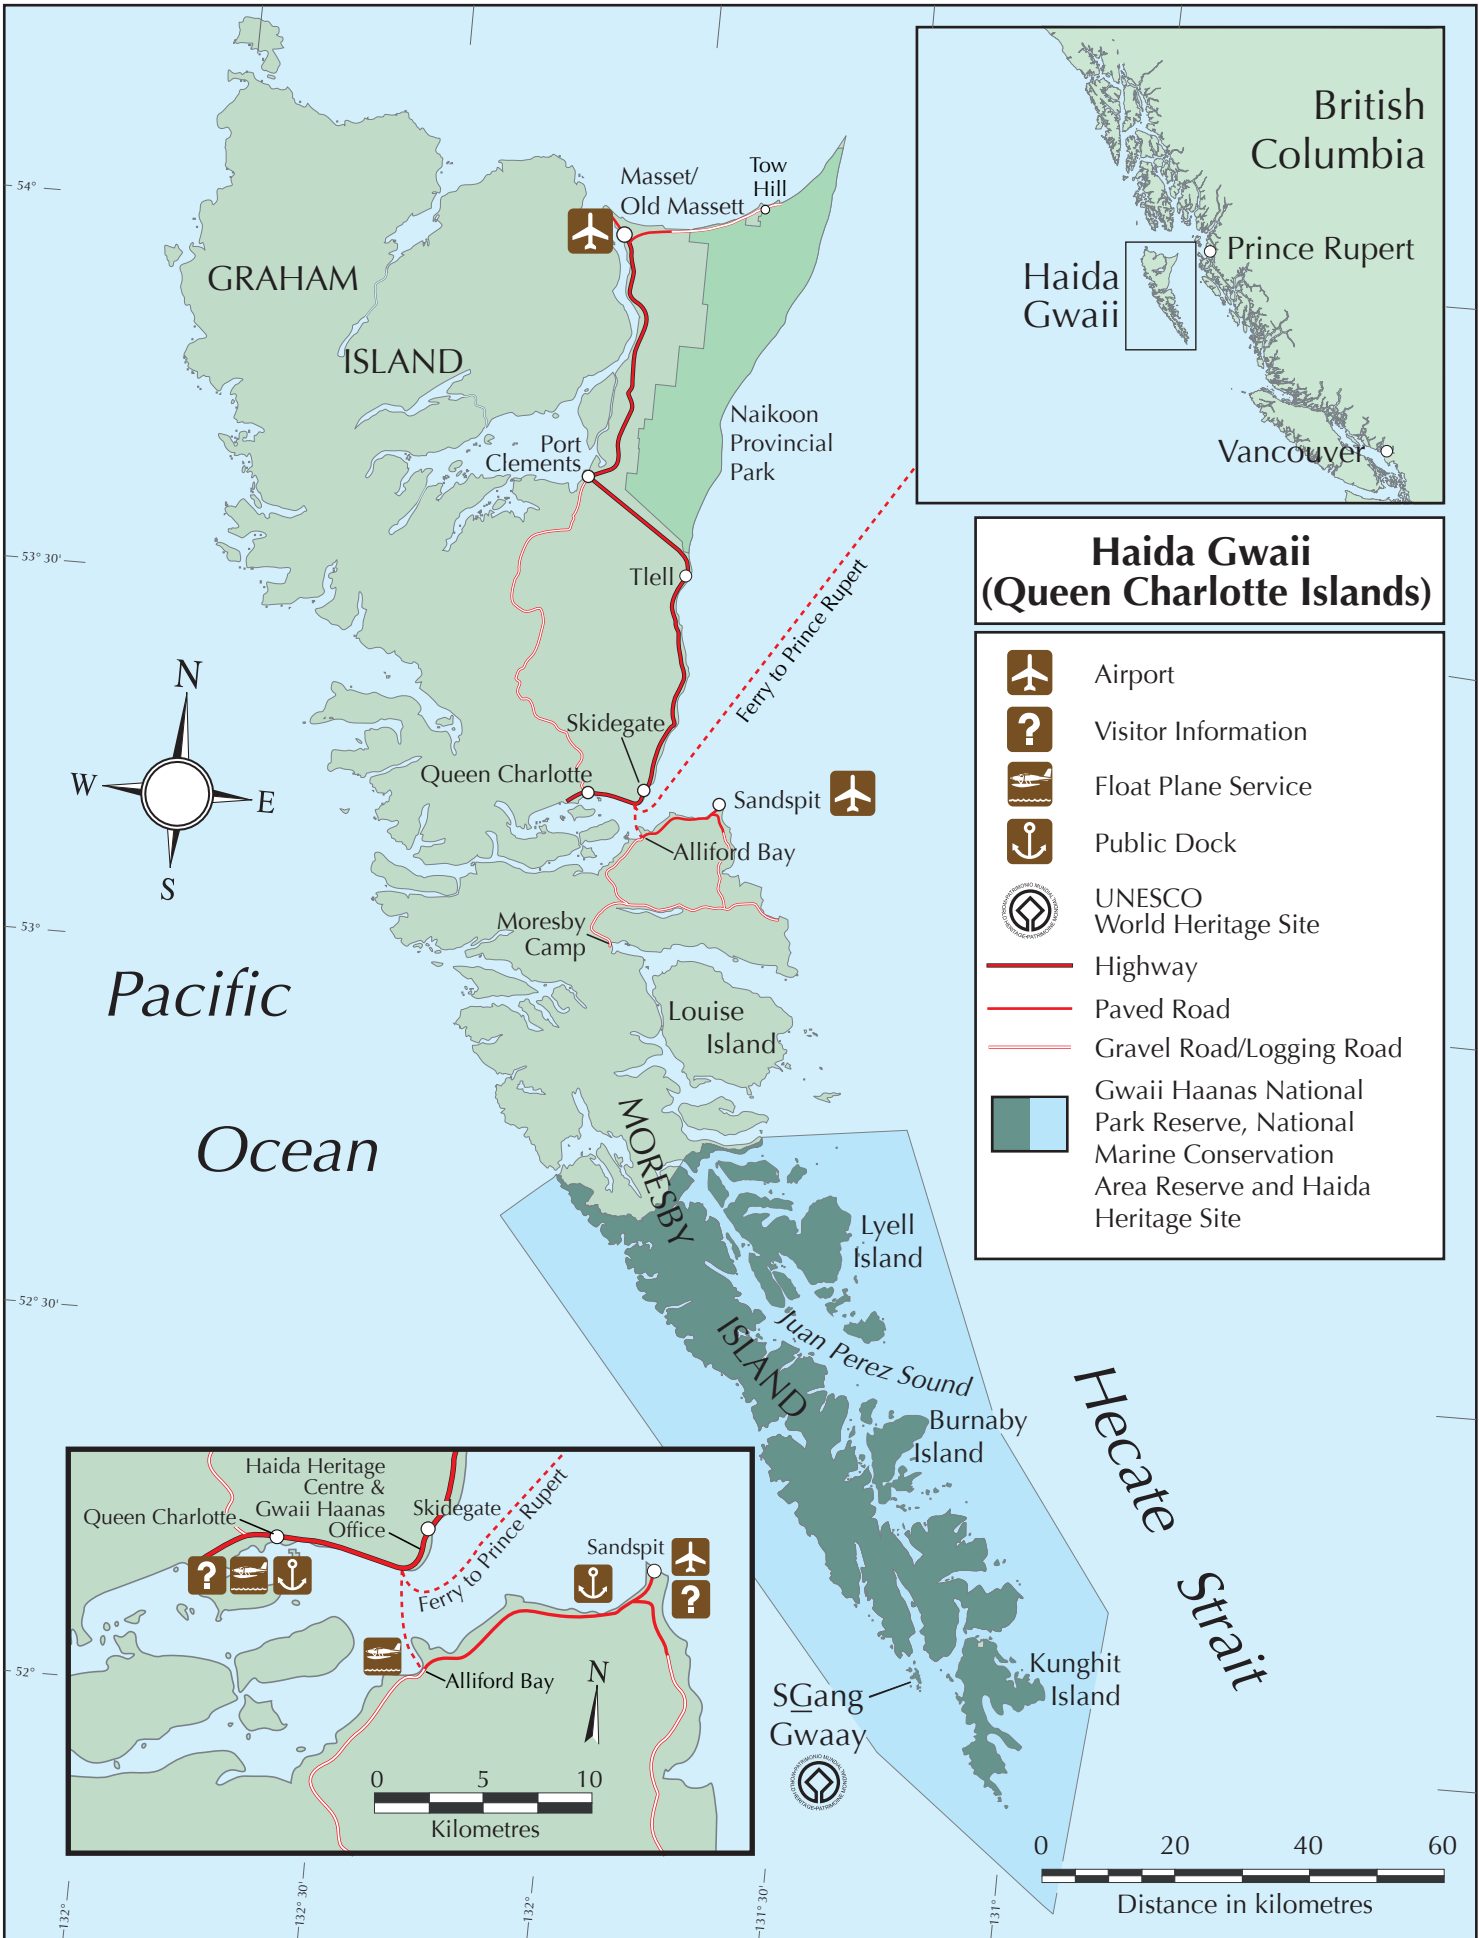 British
Columbia
Prince Rupert
Haida
Gwaii
Vancouver
Haida Gwaii
(Queen Charlotte Islands)
Airport
Visitor Information
Float Plane Service
Public Dock
UNESCO
World Heritage Site
Highway
Paved Road
Gravel Road/Logging Road
Gwaii Haanas National
Park Reserve, National
Marine Conservation
Area Reserve and Haida
Heritage Site
54°
53° 30'
53°
52° 30'
52°
Masset/
Old Massett
Tow
Hill
GRAHAM
ISLAND
Naikoon
Provincial
Park
Port
Clements
Tlell
Ferry to Prince Rupert
Skidegate
Queen Charlotte
Sandspit
Alliford Bay
N
W
E
S
Moresby
Camp
Pacific
Ocean
Louise
Island
MORESBY
ISLAND
Lyell
Island
Juan Perez Sound
Burnaby
Island
Hecate
Strait
Kunghit
Island
SGang
Gwaay
Haida Heritage
Centre &
Gwaii Haanas
Office
Queen Charlotte
Skidegate
Ferry to Prince Rupert
Sandspit
Alliford Bay
N
0 5 10
Kilometres
0 20 40 60
Distance in kilometres
132°
132° 30'
132°
131° 30'
131°